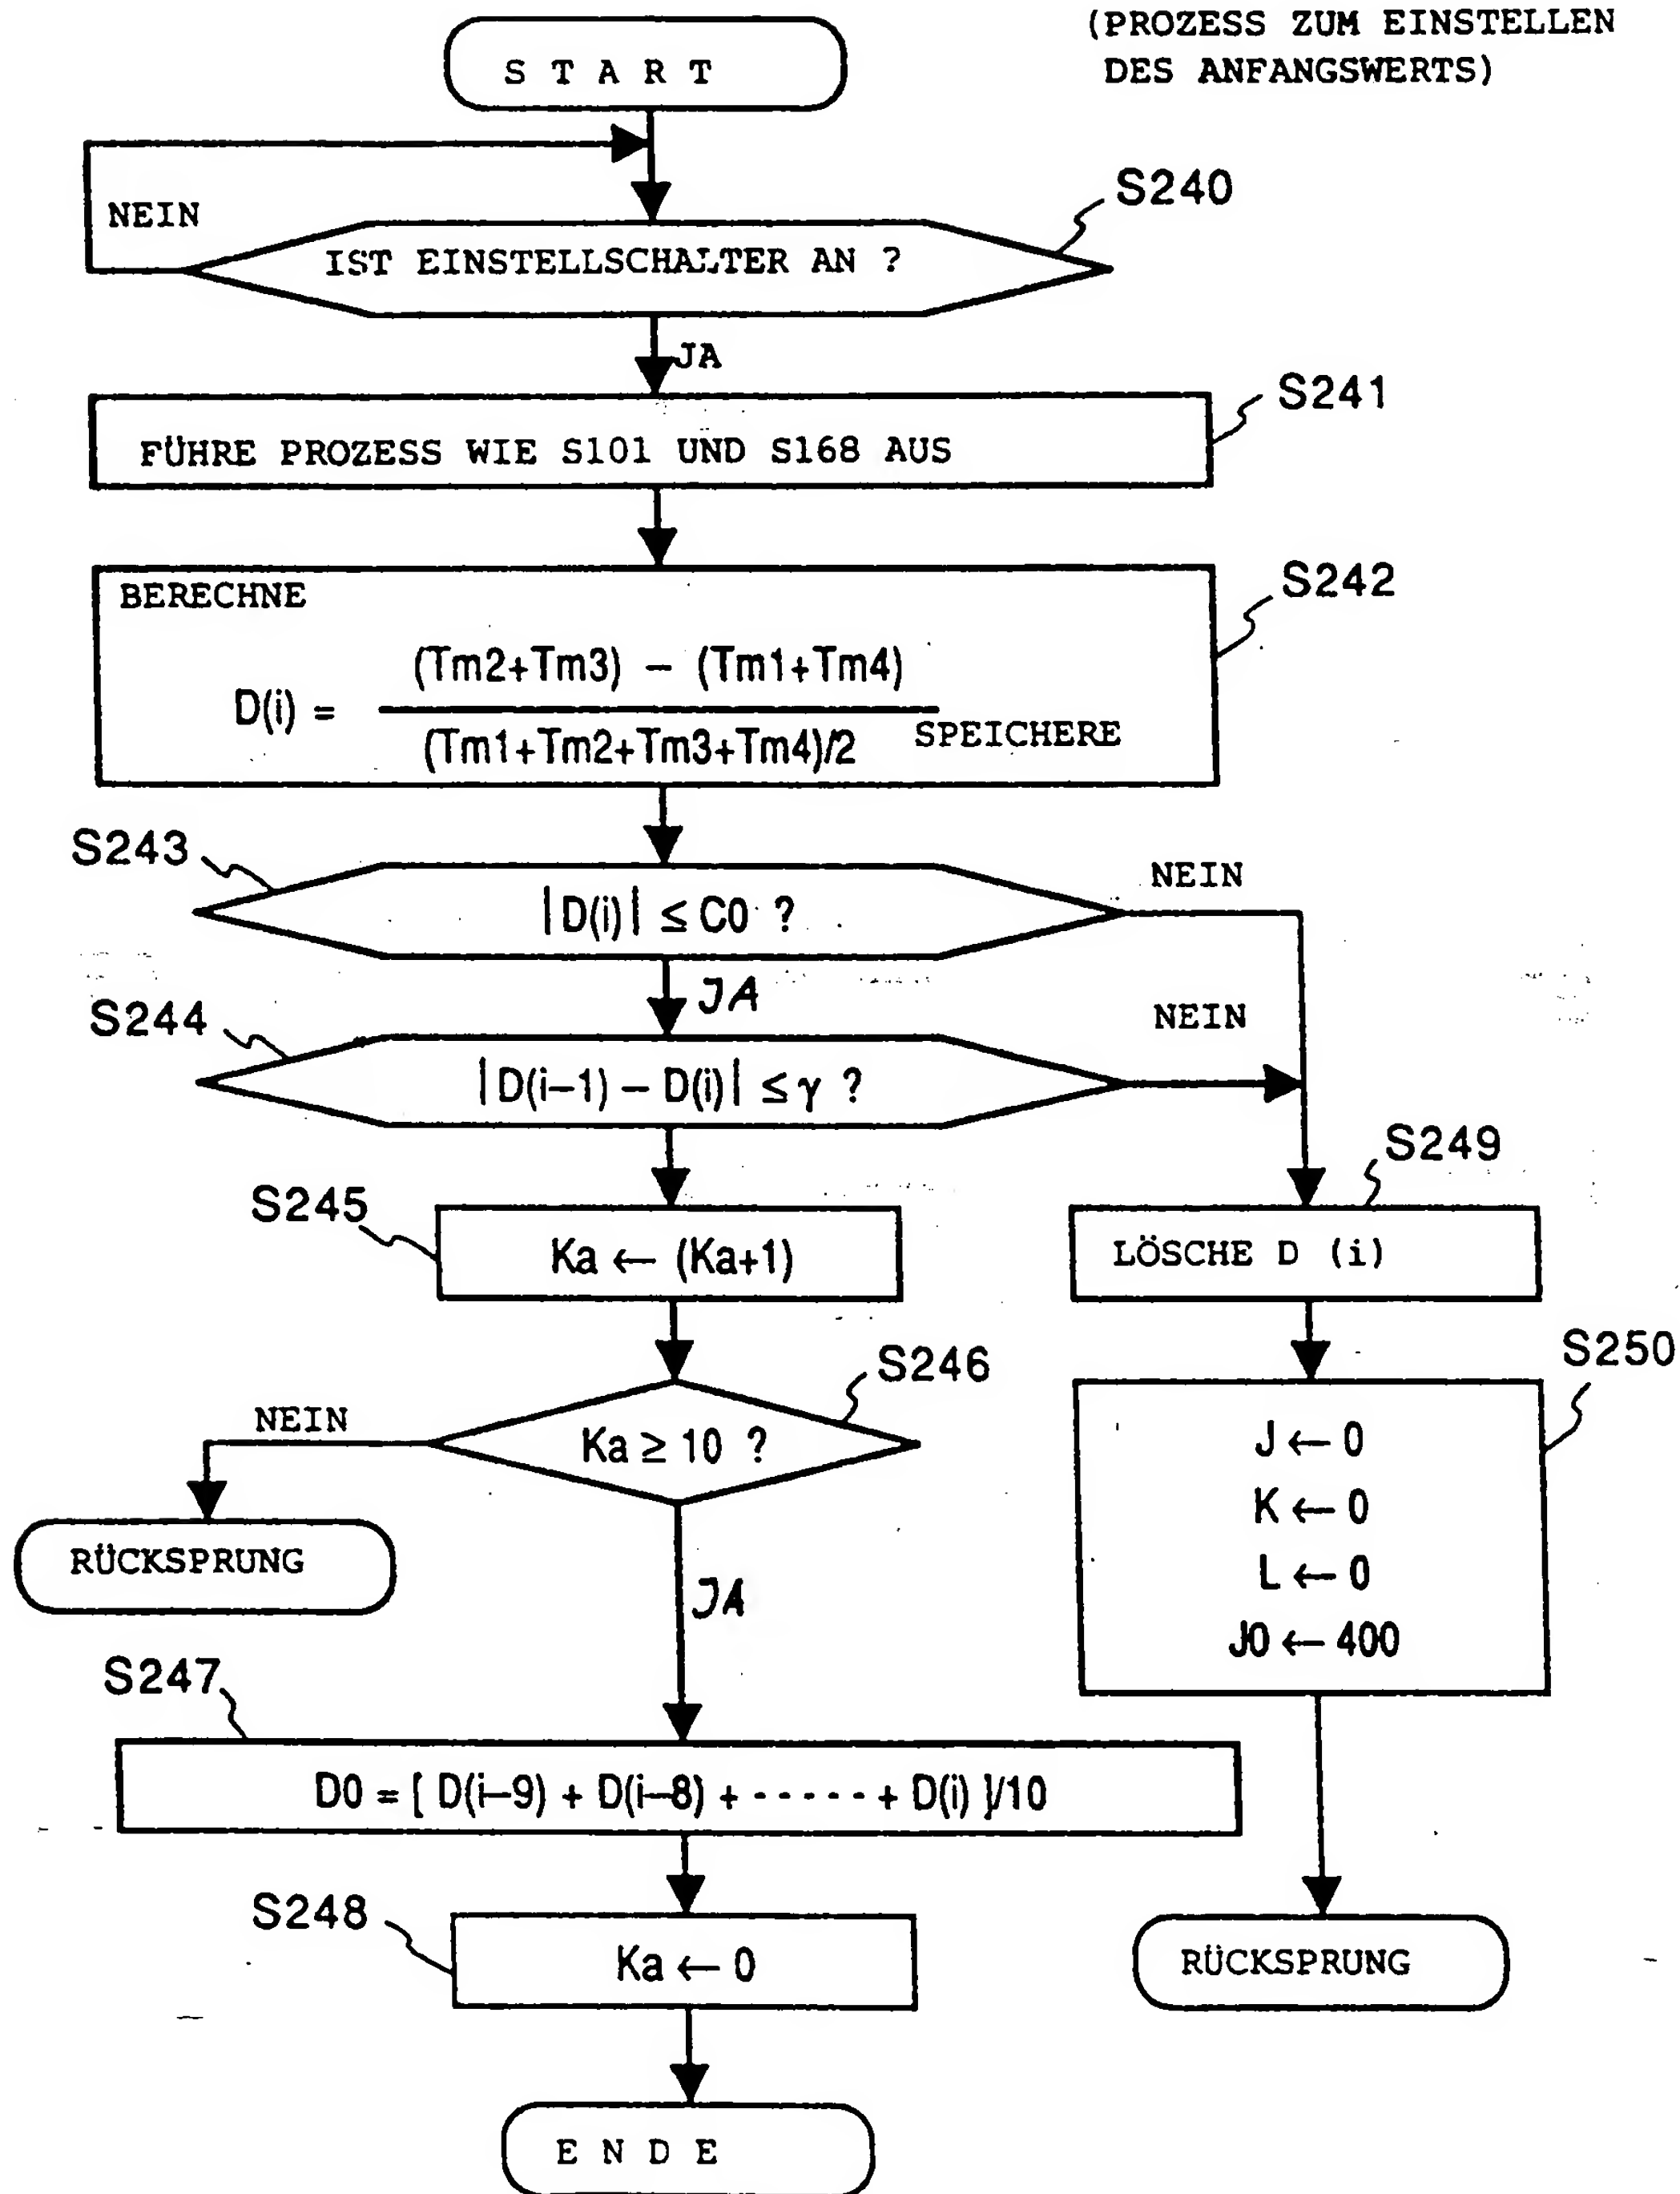 (PROZESS ZUM EINSTELLEN
DES ANFANGSWERTS)
S T A R T
NEIN
S240
IST EINSTELLSCHALTER AN ?
JA
S241
FÜHRE PROZESS WIE S101 UND S168 AUS
S242
BERECHNE
(Tm2+Tm3) − (Tm1+Tm4)
D(i) =
(Tm1+Tm2+Tm3+Tm4)/2
SPEICHERE
S243
NEIN
|D(i)| ≤ C0 ?
JA
S244
NEIN
|D(i−1) − D(i)| ≤ γ ?
S245
S249
Ka ← (Ka+1)
LÖSCHE D (i)
S246
S250
NEIN
Ka ≥ 10 ?
J ← 0
K ← 0
L ← 0
J0 ← 400
RÜCKSPRUNG
JA
S247
D0 = [ D(i−9) + D(i−8) + ----- + D(i) ]/10
S248
Ka ← 0
RÜCKSPRUNG
E N D E